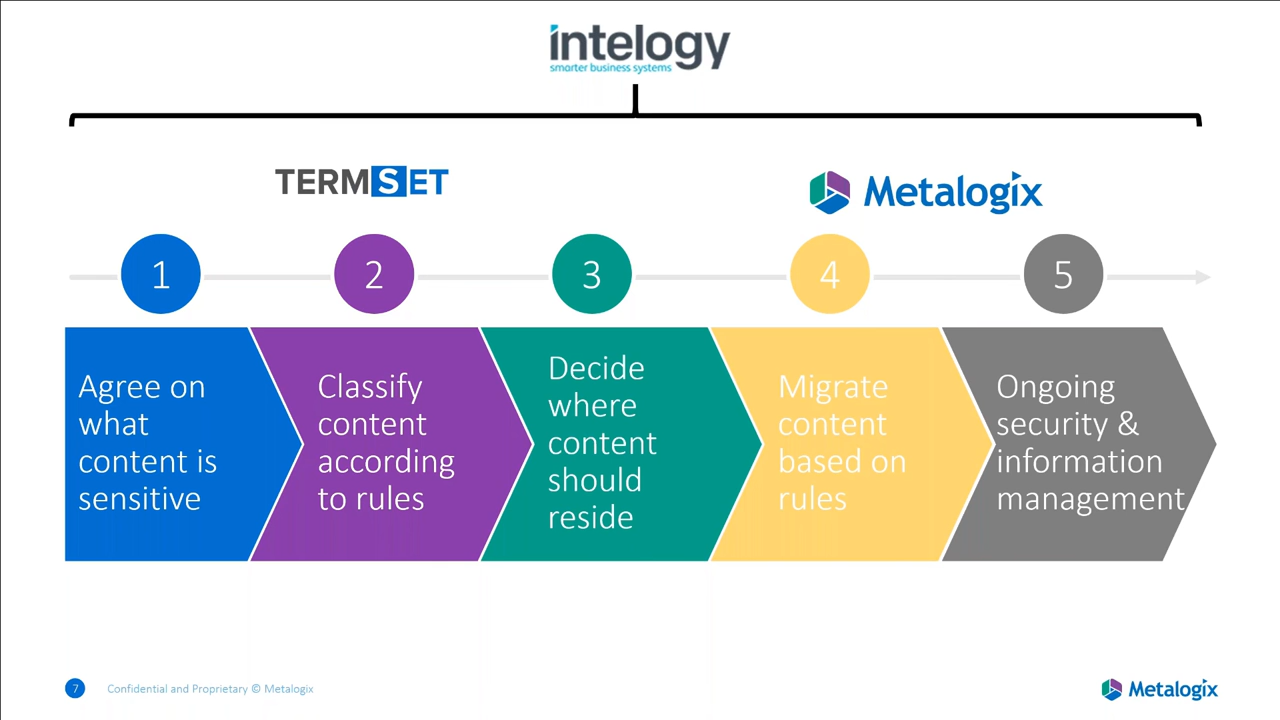 intelogy
smarter business systems
TERMSET
Metalogix
1
2
3
4
5
Agree on
what
content is
sensitive
Classify
content
according
to rules
Decide
where
content
should
reside
Migrate
content
based on
rules
Ongoing
security &
information
management
7
Confidential and Proprietary © Metalogix
Metalogix